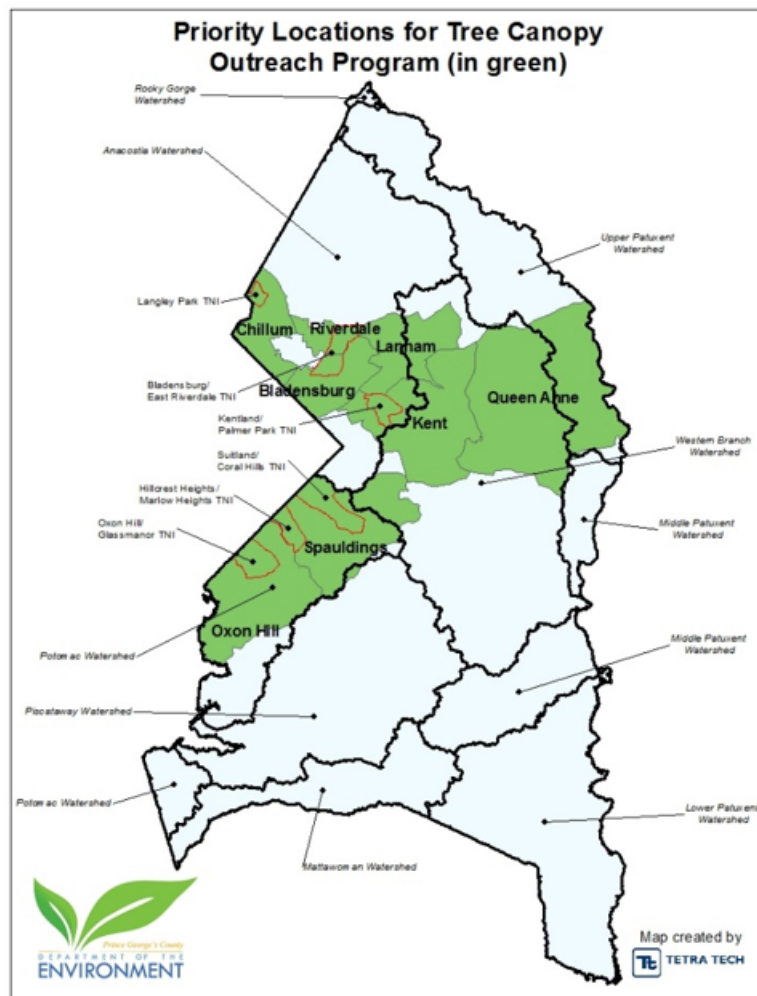 Priority Locations for Tree Canopy
Outreach Program (in green)
Rocky Gorge
Watershed
Anacostia Watershed
Upper Patuxent
Watershed
Langley Park TNI
Chillum
Riverdale
Lanham
Bladensburg/
East Riverdale TNI
Bladensburg
Queen Anne
Kentland/
Palmer Park TNI
Kent
Suitland/
Coral Hills TNI
Western Branch
Watershed
Hillcrest Heights/
Marlow Heights TNI
Oxon Hill/
Glassmanor TNI
Middle Patuxent
Watershed
Spauldings
Oxon Hill
Potomac Watershed
Middle Patuxent
Watershed
Piscataway Watershed
Potomac Watershed
Lower Patuxent
Watershed
Mattawoman Watershed
Prince George's County
DEPARTMENT OF THE
ENVIRONMENT
Map created by
Tt TETRA TECH